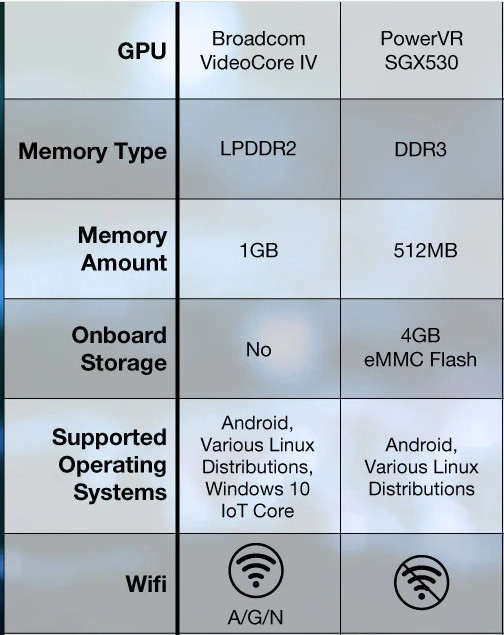 GPU
Broadcom
VideoCore IV
PowerVR
SGX530
Memory Type
LPDDR2
DDR3
Memory
Amount
1GB
512MB
Onboard
Storage
No
4GB
eMMC Flash
Supported
Operating
Systems
Android,
Various Linux
Distributions,
Windows 10
IoT Core
Android,
Various Linux
Distributions
Wifi
A/G/N